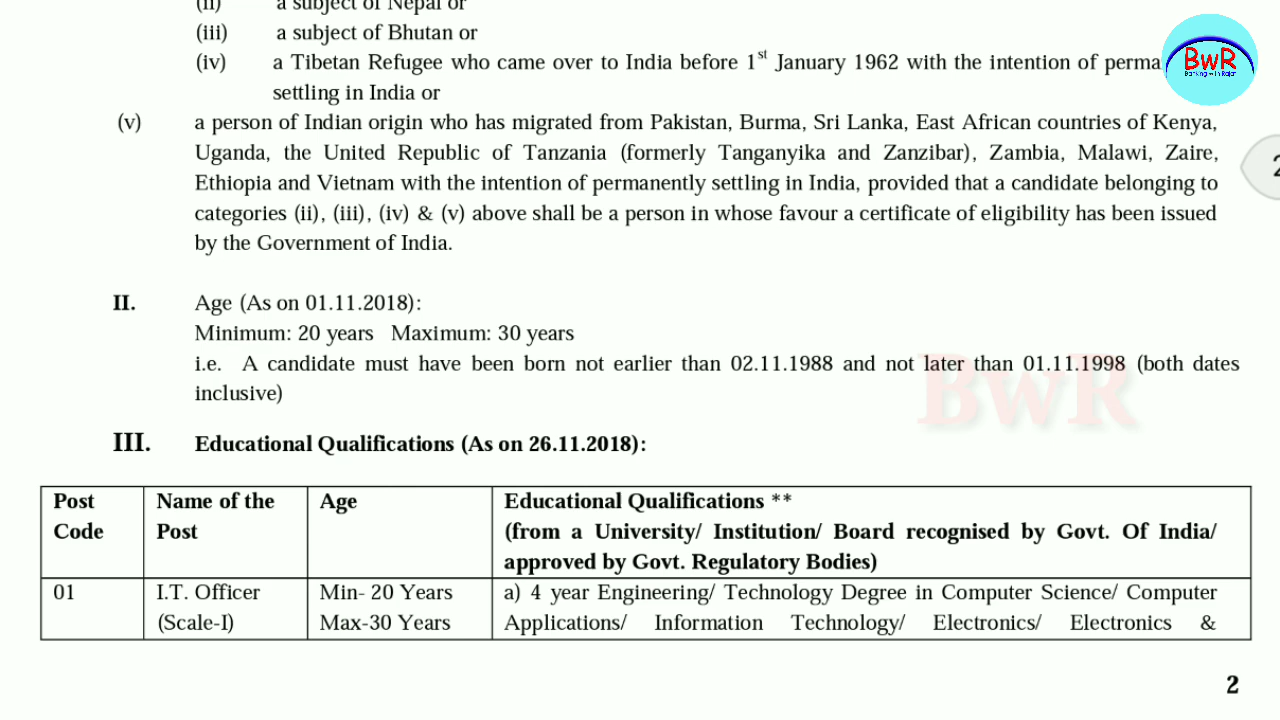 (ii) a subject of Nepal or
(iii) a subject of Bhutan or
(iv) a Tibetan Refugee who came over to India before 1st January 1962 with the intention of perma
settling in India or
(v) a person of Indian origin who has migrated from Pakistan, Burma, Sri Lanka, East African countries of Kenya,
Uganda, the United Republic of Tanzania (formerly Tanganyika and Zanzibar), Zambia, Malawi, Zaire,
Ethiopia and Vietnam with the intention of permanently settling in India, provided that a candidate belonging to
categories (ii), (iii), (iv) & (v) above shall be a person in whose favour a certificate of eligibility has been issued
by the Government of India.
II. Age (As on 01.11.2018):
Minimum: 20 years Maximum: 30 years
i.e. A candidate must have been born not earlier than 02.11.1988 and not later than 01.11.1998 (both dates
inclusive)
III. Educational Qualifications (As on 26.11.2018):
Post Code
Name of the Post
Age
Educational Qualifications **
(from a University/ Institution/ Board recognised by Govt. Of India/
approved by Govt. Regulatory Bodies)
01
I.T. Officer
(Scale-I)
Min- 20 Years
Max-30 Years
a) 4 year Engineering/ Technology Degree in Computer Science/ Computer
Applications/ Information Technology/ Electronics/ Electronics &
2
BwR
Banking with Rajat
BwR
2